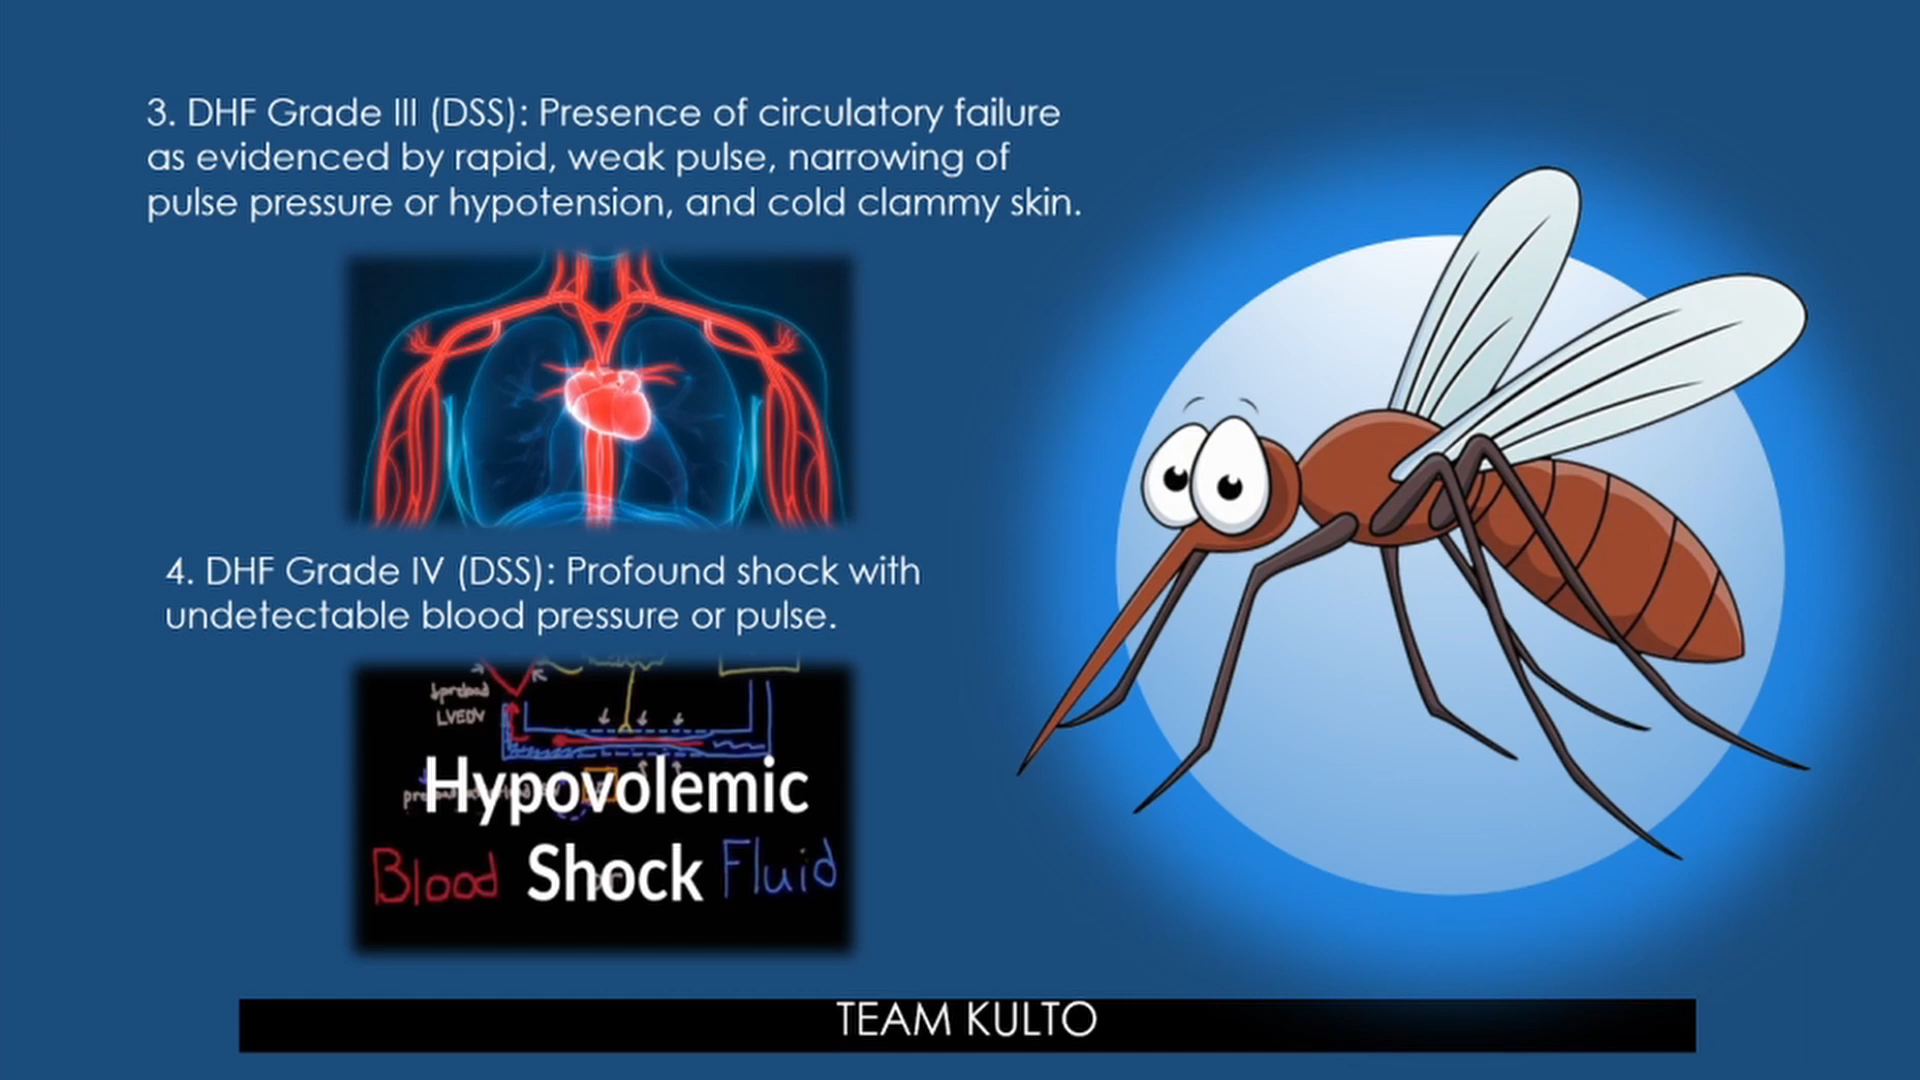 3. DHF Grade III (DSS): Presence of circulatory failure
as evidenced by rapid, weak pulse, narrowing of
pulse pressure or hypotension, and cold clammy skin.
4. DHF Grade IV (DSS): Profound shock with
undetectable blood pressure or pulse.
↓preload
LVEDV
Hypovolemic
Blood Shock Fluid
TEAM KULTO